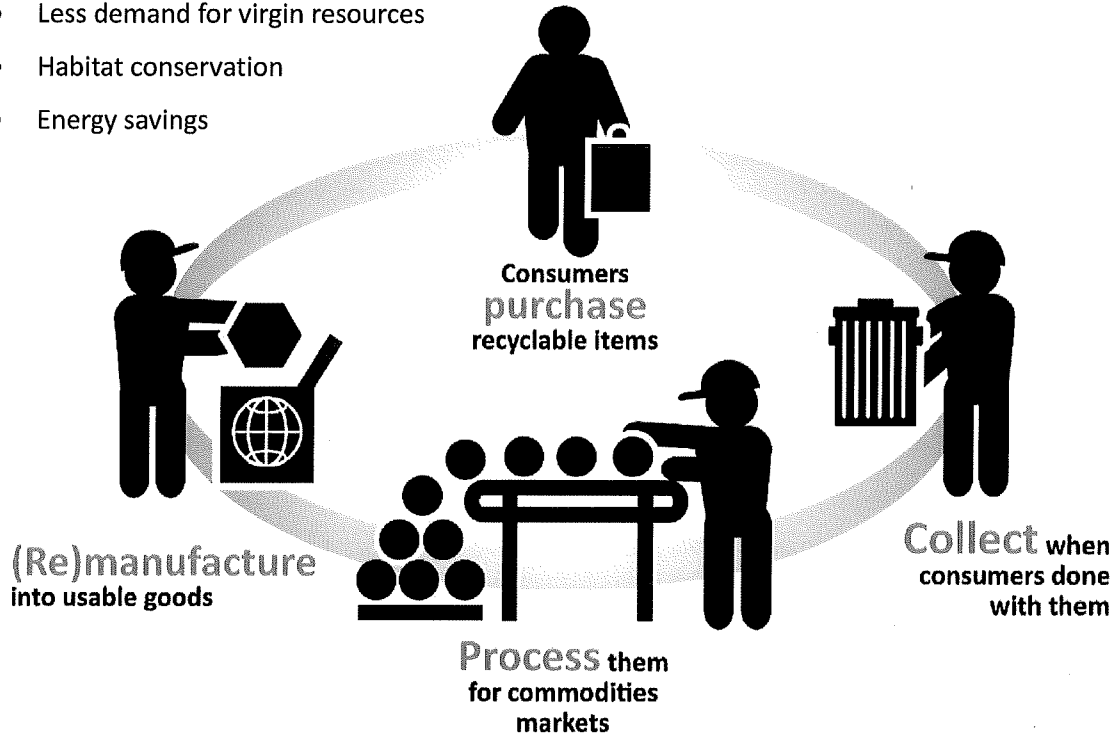 • Less demand for virgin resources
• Habitat conservation
• Energy savings
Consumers
purchase
recyclable items
Collect when
consumers done
with them
Process them
for commodities
markets
(Re)manufacture
into usable goods